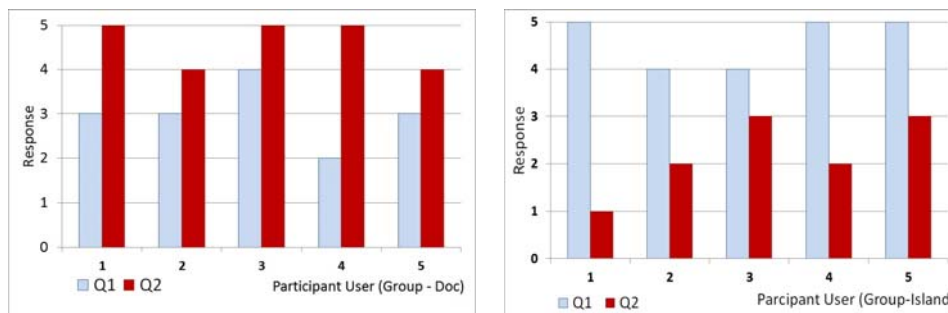 5
4
3
2
1
0
Response
1 2 3 4 5
Q1 Q2 Participant User (Group - Doc)
5
4
3
2
1
0
Response
1 2 3 4 5
Q1 Q2 Parcipant User (Group-Island